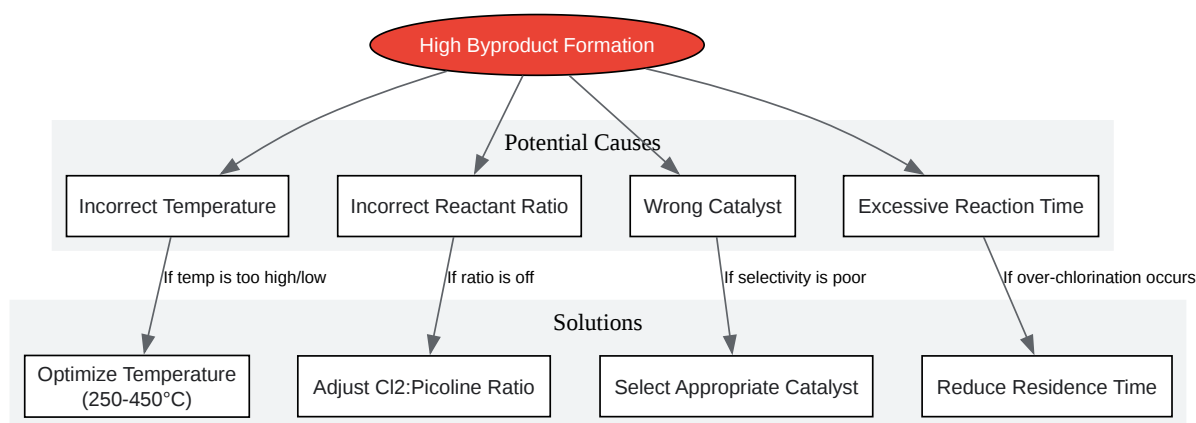 High Byproduct Formation
Potential Causes
Incorrect Temperature
Incorrect Reactant Ratio
Wrong Catalyst
Excessive Reaction Time
If temp is too high/low
If ratio is off
If selectivity is poor
If over-chlorination occurs
Solutions
Optimize Temperature
(250-450°C)
Adjust Cl2:Picoline Ratio
Select Appropriate Catalyst
Reduce Residence Time